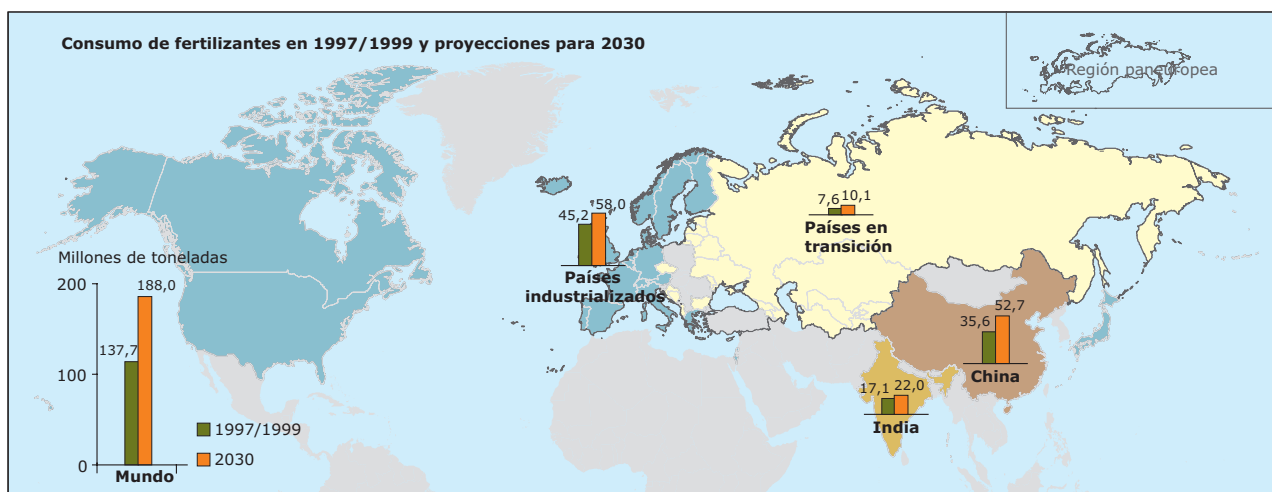 Consumo de fertilizantes en 1997/1999 y proyecciones para 2030
Región paneuropea
Millones de toneladas
200
100
0
137,7
188,0
Mundo
1997/1999
2030
45,2
58,0
Países
industrializados
7,6
10,1
Países en
transición
35,6
52,7
China
17,1
22,0
India